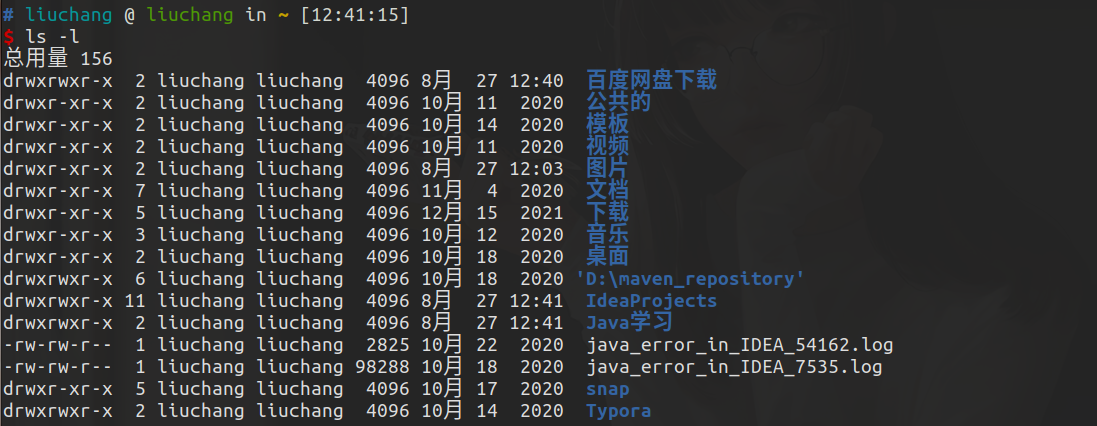 # liuchang @ liuchang in ~ [12:41:15]
$ ls -l
总用量 156
drwxrwxr-x  2 liuchang liuchang  4096 8月  27 12:40  百度网盘下载
drwxr-xr-x  2 liuchang liuchang  4096 10月 11  2020  公共的
drwxr-xr-x  2 liuchang liuchang  4096 10月 14  2020  模板
drwxr-xr-x  2 liuchang liuchang  4096 10月 11  2020  视频
drwxr-xr-x  2 liuchang liuchang  4096 8月  27 12:03  图片
drwxr-xr-x  7 liuchang liuchang  4096 11月  4  2020  文档
drwxr-xr-x  5 liuchang liuchang  4096 12月 15  2021  下载
drwxr-xr-x  3 liuchang liuchang  4096 10月 12  2020  音乐
drwxr-xr-x  2 liuchang liuchang  4096 10月 18  2020  桌面
drwxrwxr-x  6 liuchang liuchang  4096 10月 18  2020 'D:\maven_repository'
drwxrwxr-x 11 liuchang liuchang  4096 8月  27 12:41  IdeaProjects
drwxrwxr-x  2 liuchang liuchang  4096 8月  27 12:41  Java学习
-rw-rw-r--  1 liuchang liuchang  2825 10月 22  2020  java_error_in_IDEA_54162.log
-rw-rw-r--  1 liuchang liuchang 98288 10月 18  2020  java_error_in_IDEA_7535.log
drwxr-xr-x  5 liuchang liuchang  4096 10月 17  2020  snap
drwxrwxr-x  2 liuchang liuchang  4096 10月 14  2020  Typora